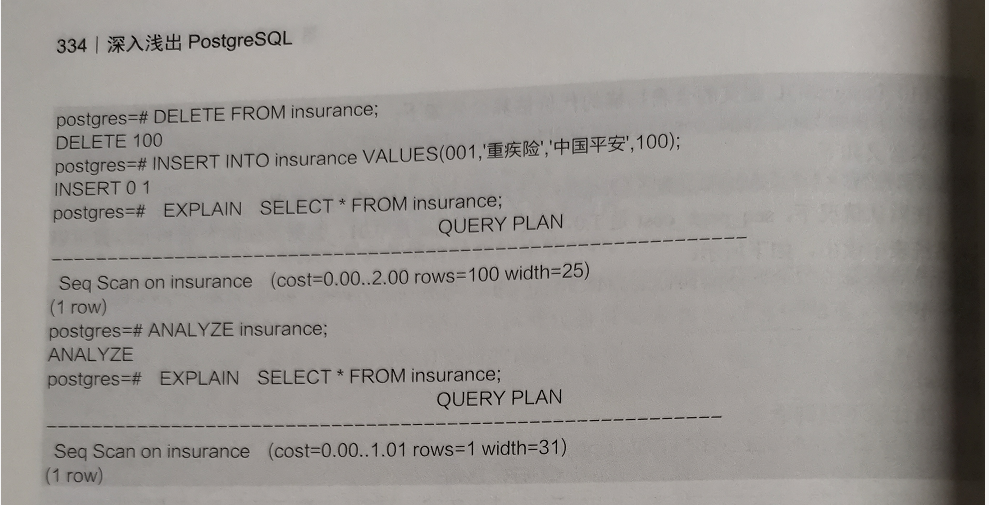 334 | 深入浅出 PostgreSQL
postgres=# DELETE FROM insurance;
DELETE 100
postgres=# INSERT INTO insurance VALUES(001,'重疾险','中国平安',100);
INSERT 0 1
postgres=# EXPLAIN SELECT * FROM insurance;
QUERY PLAN
------------------------------------------------------------
Seq Scan on insurance (cost=0.00..2.00 rows=100 width=25)
(1 row)
postgres=# ANALYZE insurance;
ANALYZE
postgres=# EXPLAIN SELECT * FROM insurance;
QUERY PLAN
------------------------------------------------------------
Seq Scan on insurance (cost=0.00..1.01 rows=1 width=31)
(1 row)